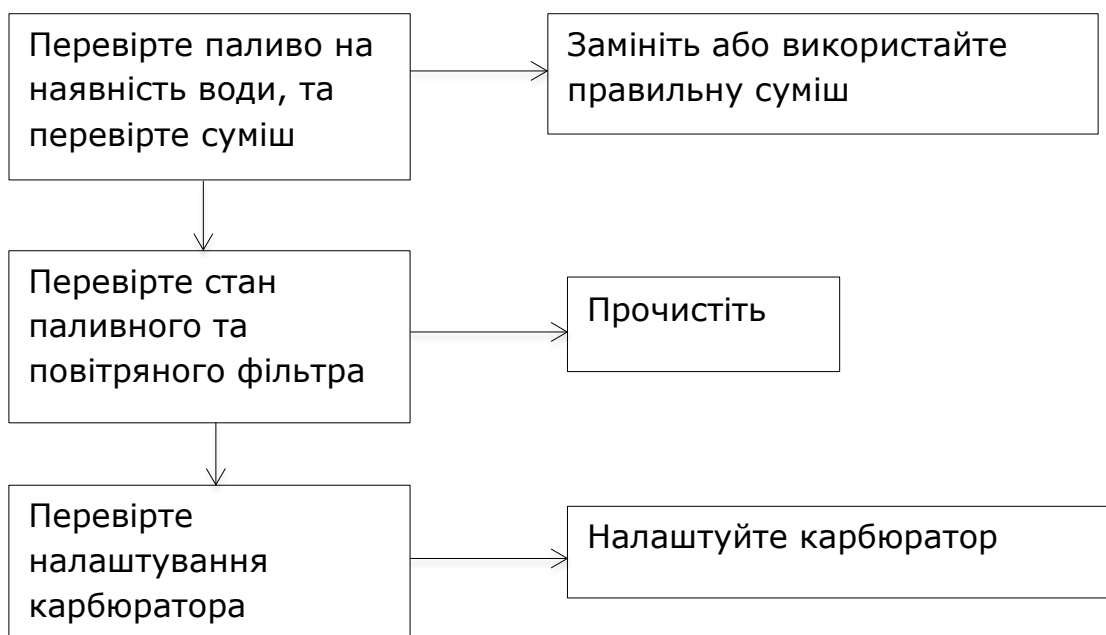 Перевірте паливо на
наявність води, та
перевірте суміш
Замініть або використайте
правильну суміш
Перевірте стан
паливного та
повітряного фільтра
Прочистіть
Перевірте
налаштування
карбюратора
Налаштуйте карбюратор